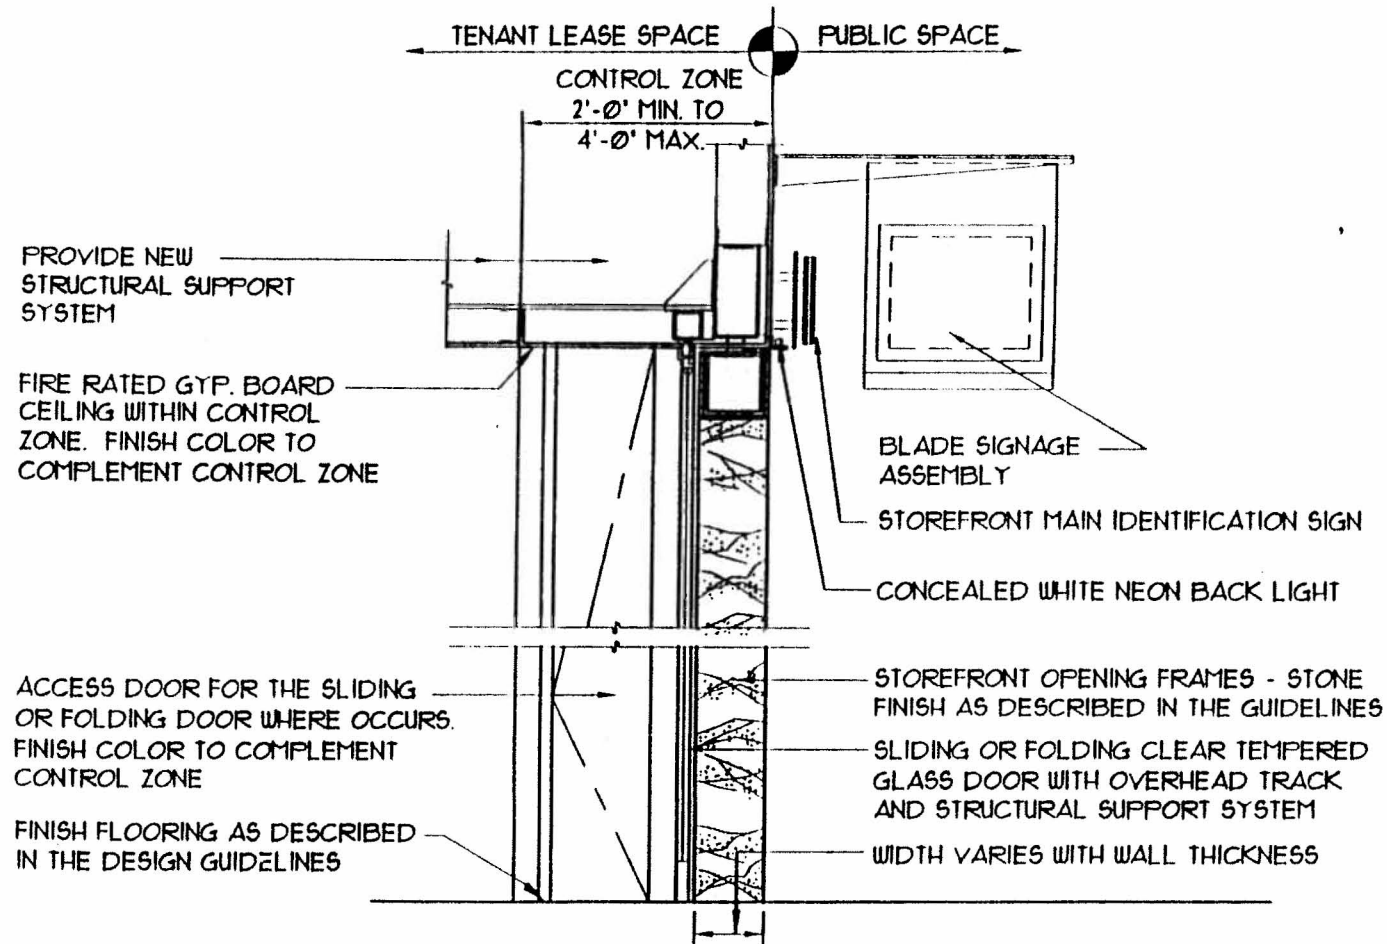 TENANT LEASE SPACE
PUBLIC SPACE
CONTROL ZONE
2'-0' MIN. TO
4'-0' MAX.
PROVIDE NEW
STRUCTURAL SUPPORT
SYSTEM
FIRE RATED GYP. BOARD
CEILING WITHIN CONTROL
ZONE. FINISH COLOR TO
COMPLEMENT CONTROL ZONE
ACCESS DOOR FOR THE SLIDING
OR FOLDING DOOR WHERE OCCURS.
FINISH COLOR TO COMPLEMENT
CONTROL ZONE
FINISH FLOORING AS DESCRIBED
IN THE DESIGN GUIDELINES
BLADE SIGNAGE
ASSEMBLY
STOREFRONT MAIN IDENTIFICATION SIGN
CONCEALED WHITE NEON BACK LIGHT
STOREFRONT OPENING FRAMES - STONE
FINISH AS DESCRIBED IN THE GUIDELINES
SLIDING OR FOLDING CLEAR TEMPERED
GLASS DOOR WITH OVERHEAD TRACK
AND STRUCTURAL SUPPORT SYSTEM
WIDTH VARIES WITH WALL THICKNESS